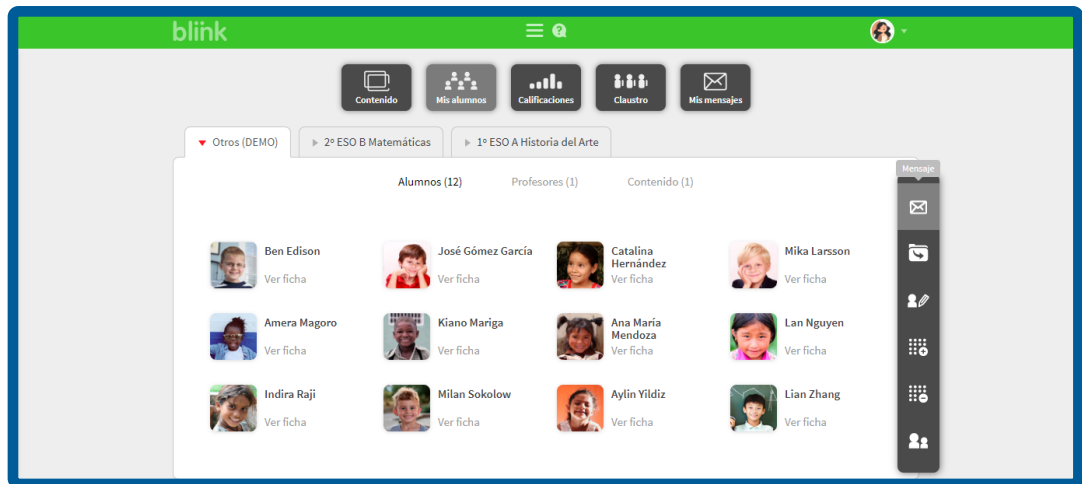 blink
Contenido
Mis alumnos
Calificaciones
Claustro
Mis mensajes
Otros (DEMO)
2º ESO B Matemáticas
1º ESO A Historia del Arte
Mensaje
Alumnos (12)
Profesores (1)
Contenido (1)
Ben Edison
Ver ficha
José Gómez García
Ver ficha
Catalina
Hernández
Ver ficha
Mika Larsson
Ver ficha
Amera Magoro
Ver ficha
Kiano Mariga
Ver ficha
Ana María
Mendoza
Ver ficha
Lan Nguyen
Ver ficha
Indira Raji
Ver ficha
Milan Sokolow
Ver ficha
Aylin Yildiz
Ver ficha
Lian Zhang
Ver ficha